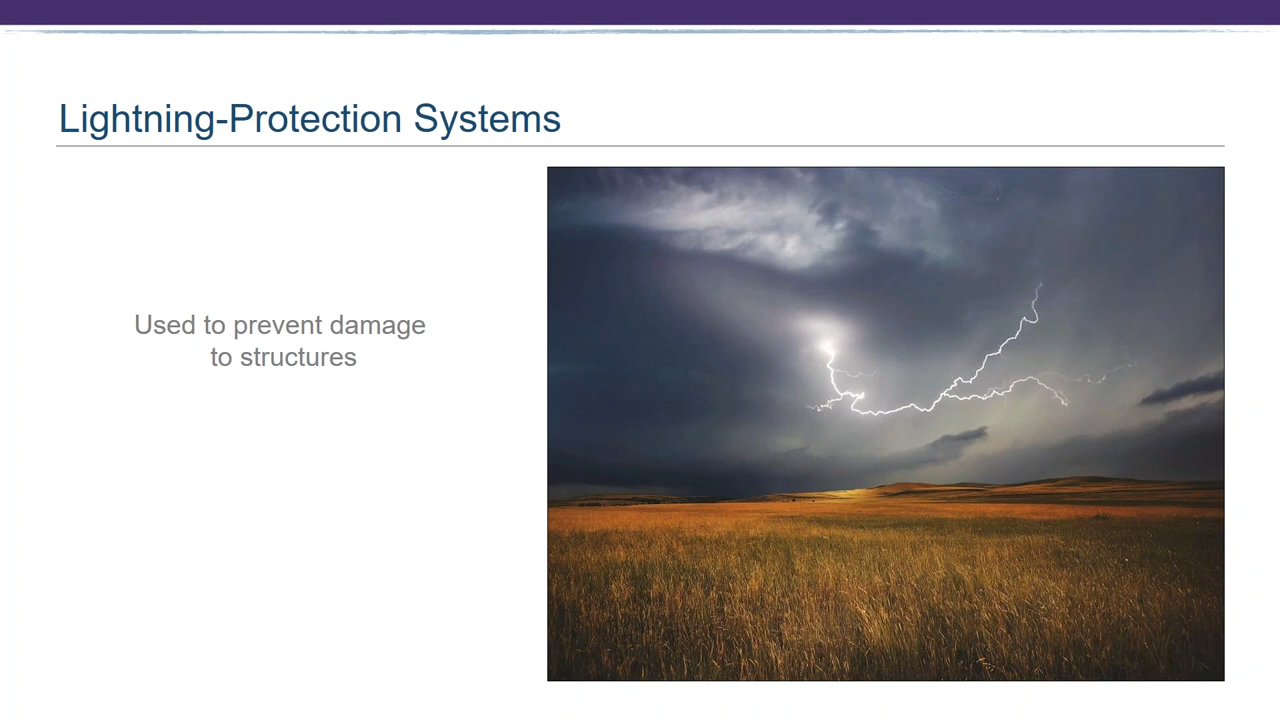 Lightning-Protection Systems
Used to prevent damage
to structures